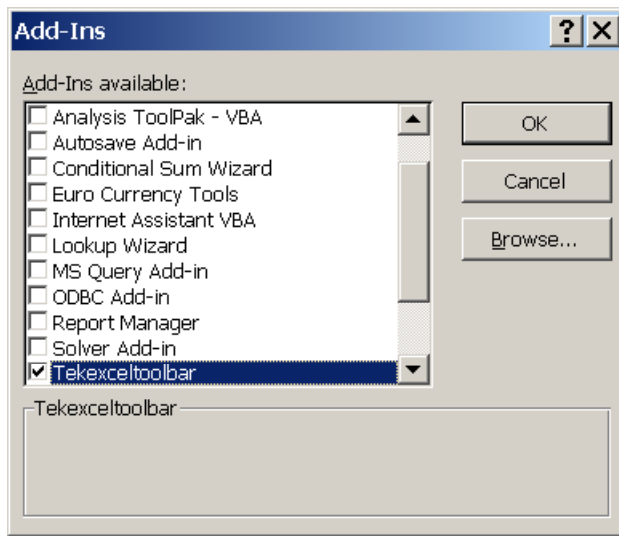 Add-Ins
Add-Ins available:
Analysis ToolPak - VBA
Autosave Add-in
Conditional Sum Wizard
Euro Currency Tools
Internet Assistant VBA
Lookup Wizard
MS Query Add-in
ODBC Add-in
Report Manager
Solver Add-in
Tekexceltoolbar
OK
Cancel
Browse...
Tekexceltoolbar